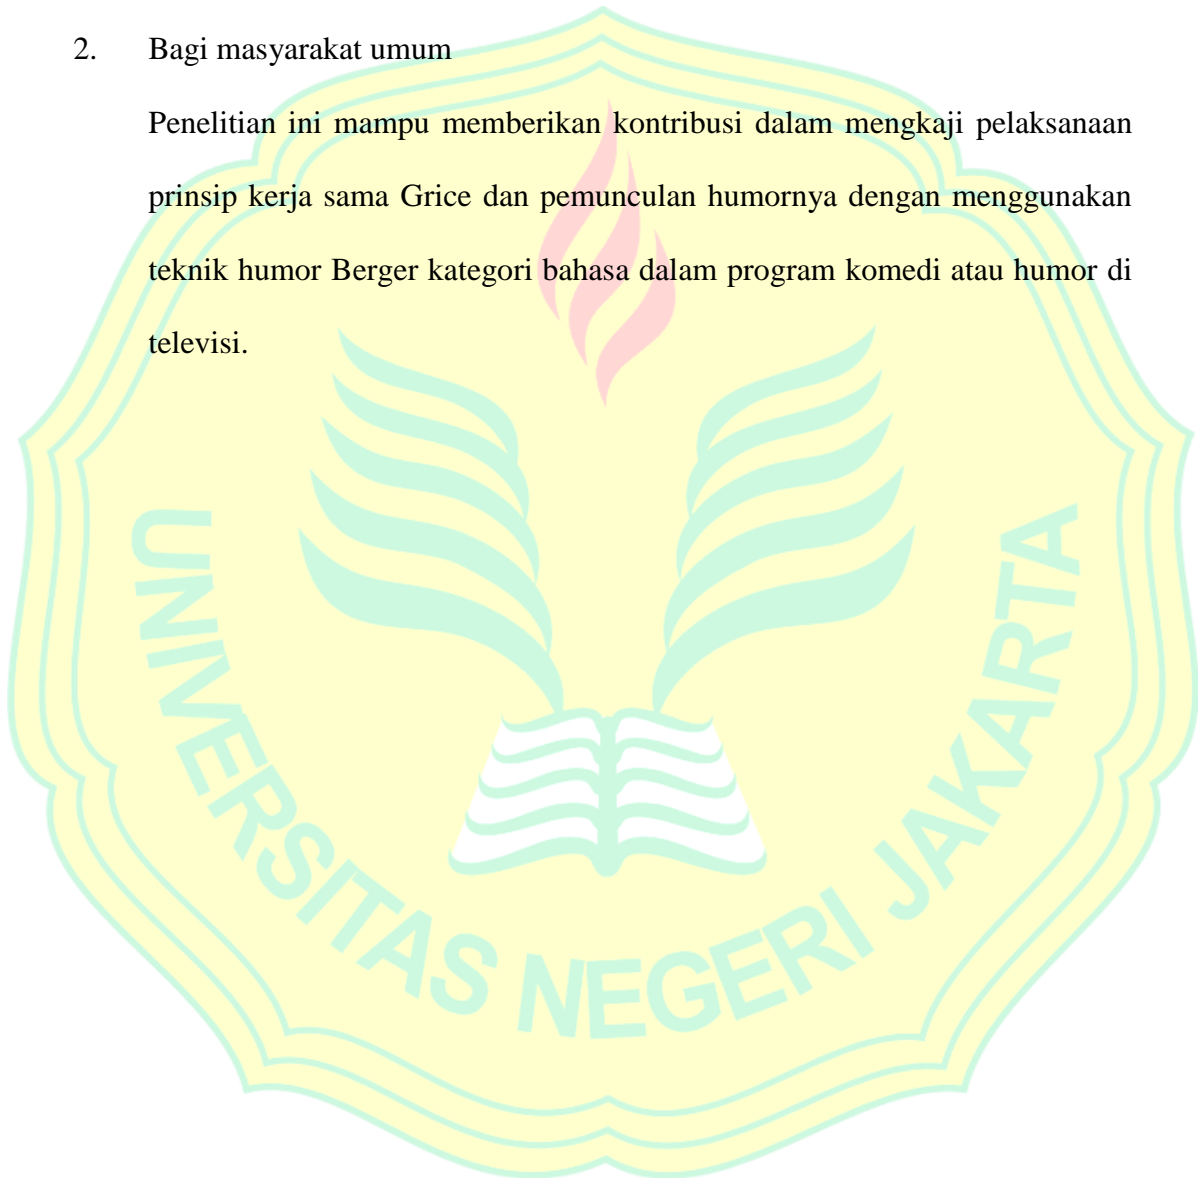 2. Bagi masyarakat umum
Penelitian ini mampu memberikan kontribusi dalam mengkaji pelaksanaan
prinsip kerja sama Grice dan pemunculan humornya dengan menggunakan
teknik humor Berger kategori bahasa dalam program komedi atau humor di
televisi.
UNIVERSITAS NEGERI JAKARTA